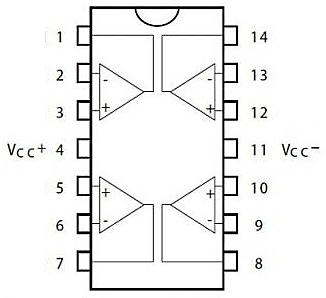 1 14
2 - - 13
3 + + 12
Vcc+ 4 11 Vcc-
5 + + 10
6 - - 9
7 8